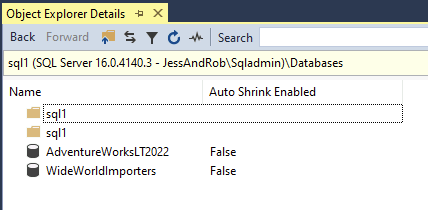 Object Explorer Details
Back Forward Search
sql1 (SQL Server 16.0.4140.3 - JessAndRob\Sqladmin)\Databases
Name Auto Shrink Enabled
sql1
sql1
AdventureWorksLT2022 False
WideWorldImporters False